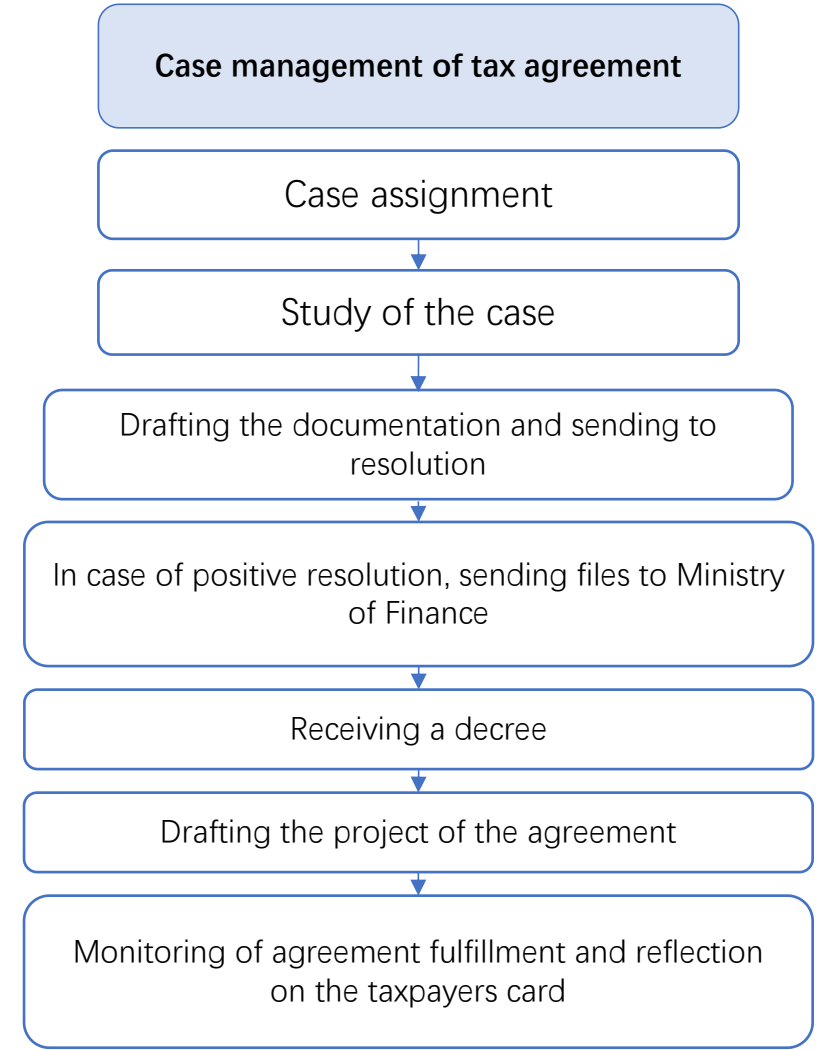 Case management of tax agreement
Case assignment
Study of the case
Drafting the documentation and sending to
resolution
In case of positive resolution, sending files to Ministry
of Finance
Receiving a decree
Drafting the project of the agreement
Monitoring of agreement fulfillment and reflection
on the taxpayers card